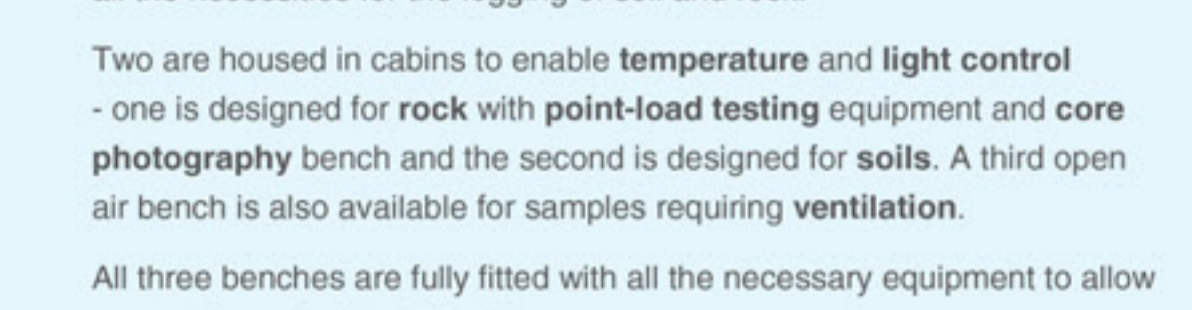 Two are housed in cabins to enable temperature and light control
- one is designed for rock with point-load testing equipment and core
photography bench and the second is designed for soils. A third open
air bench is also available for samples requiring ventilation.
All three benches are fully fitted with all the necessary equipment to allow